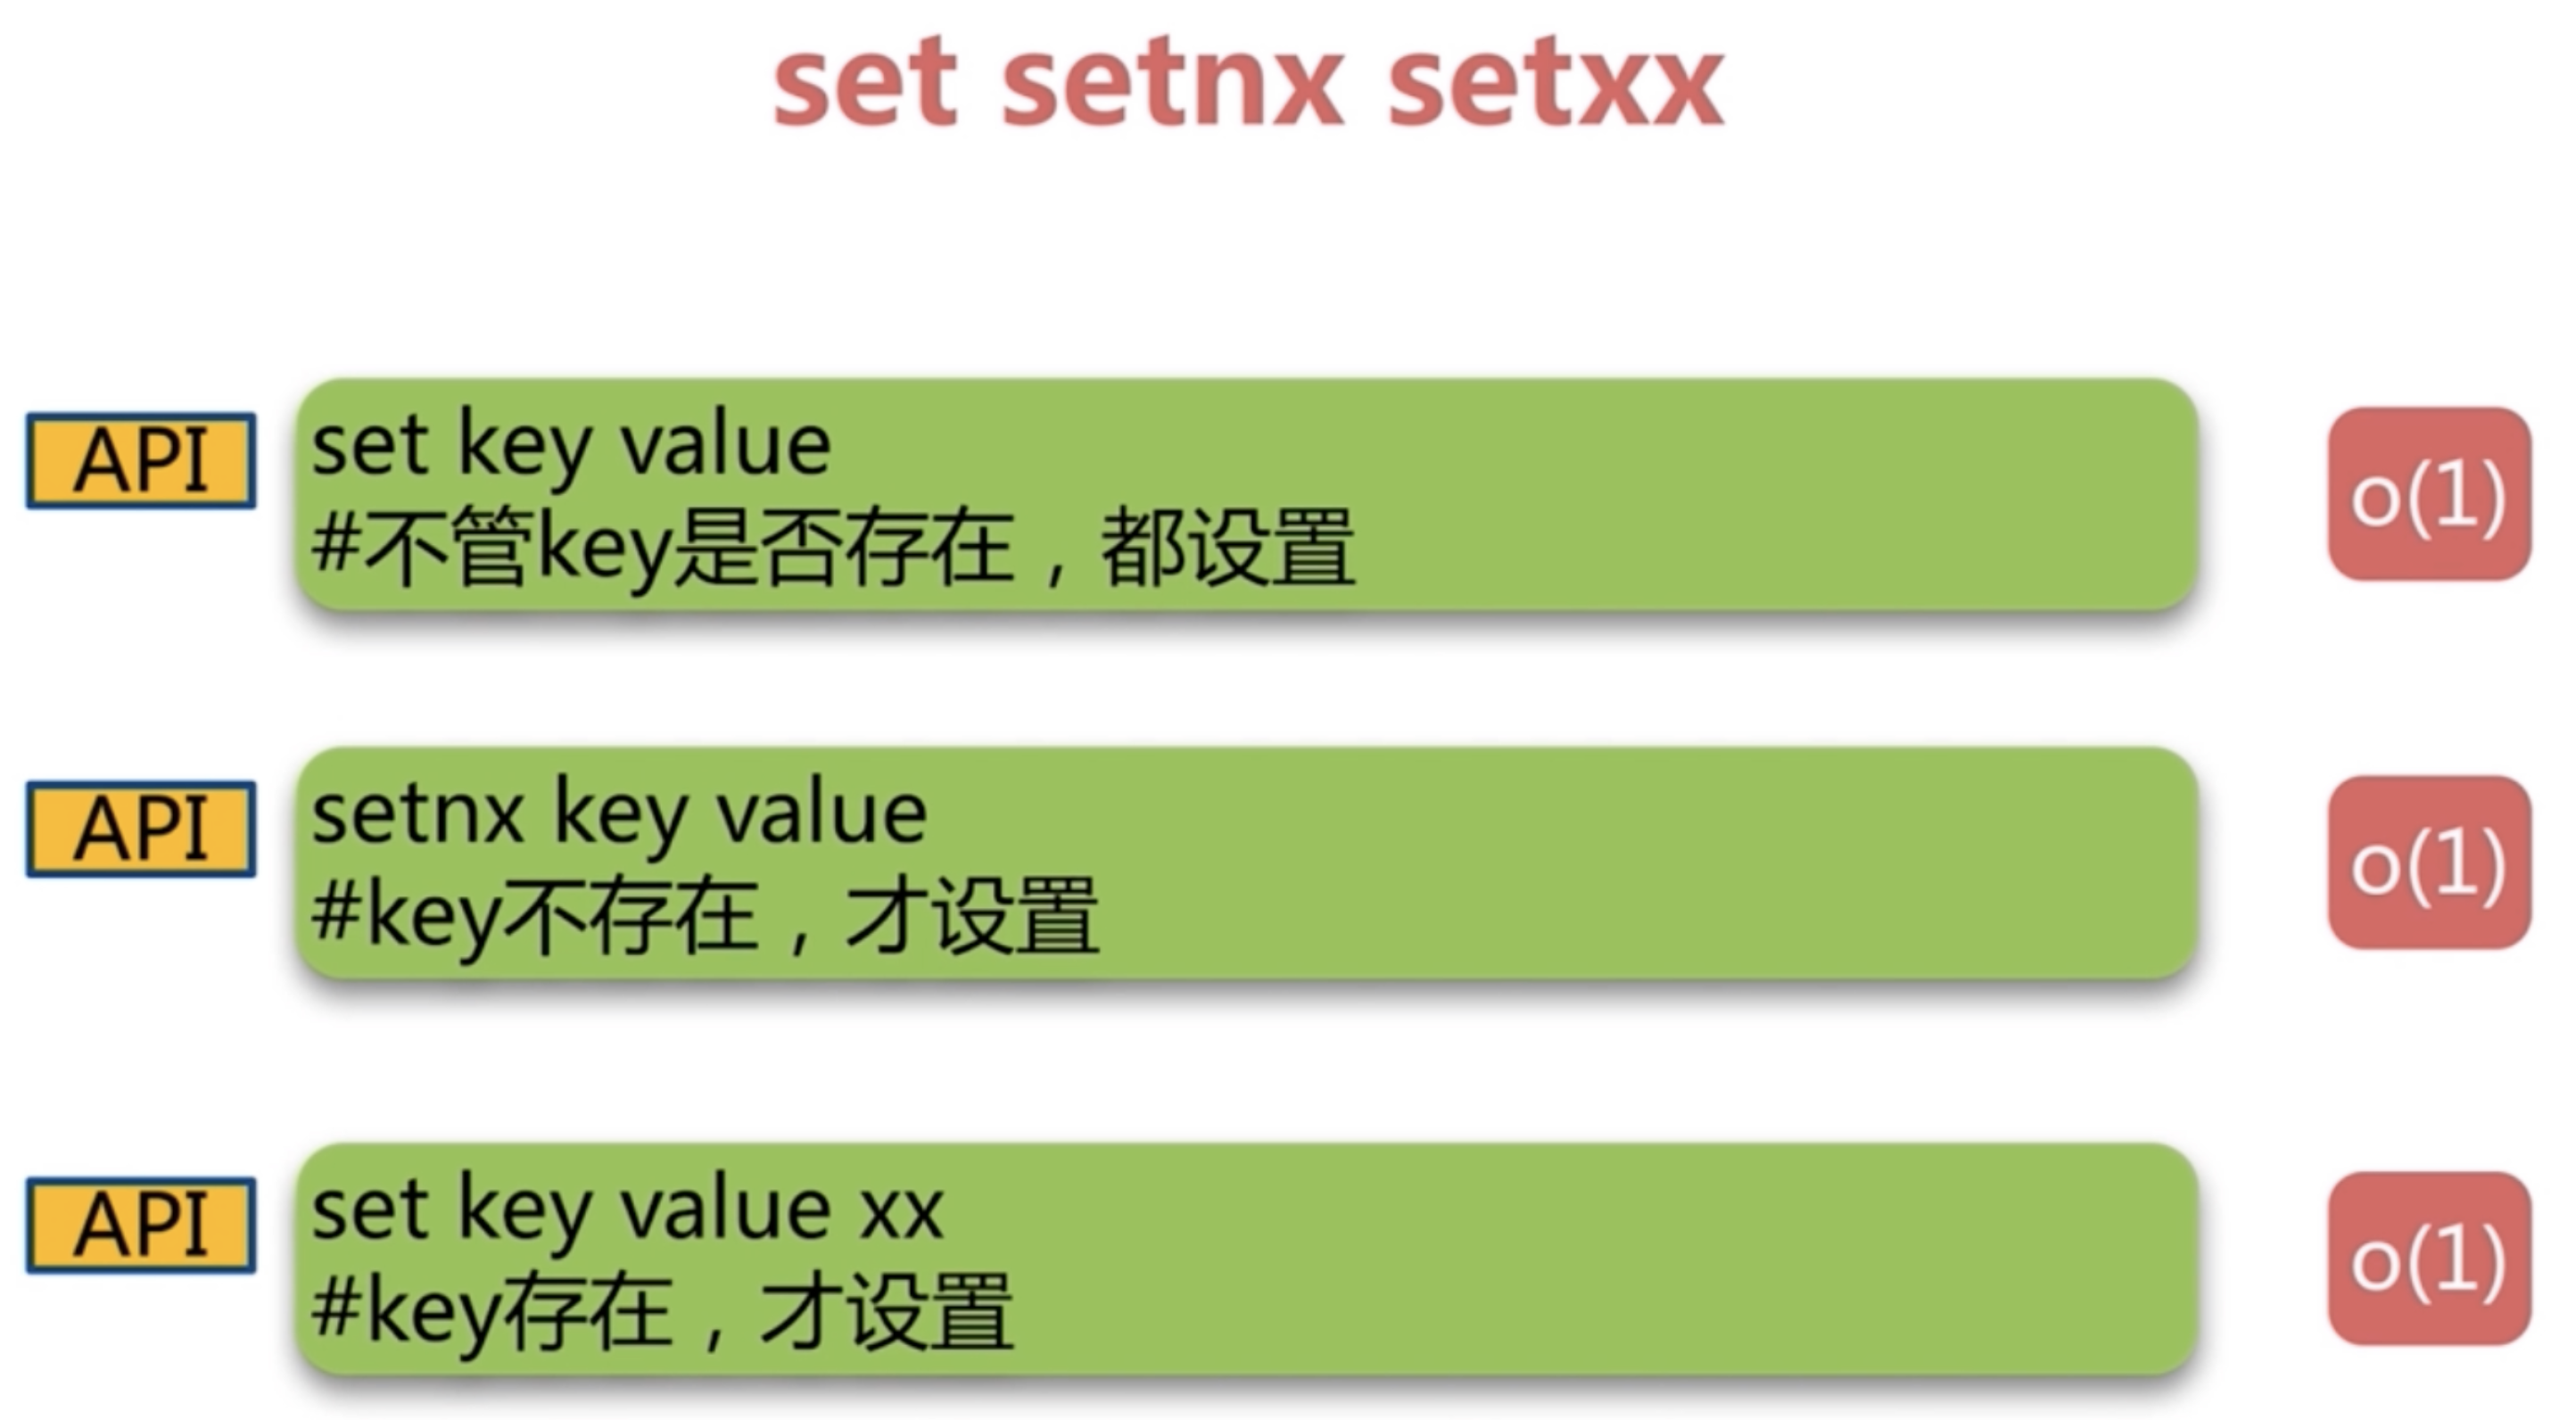 set setnx setxx
API
set key value
#不管key是否存在，都设置
o(1)
API
setnx key value
#key不存在，才设置
o(1)
API
set key value xx
#key存在，才设置
o(1)